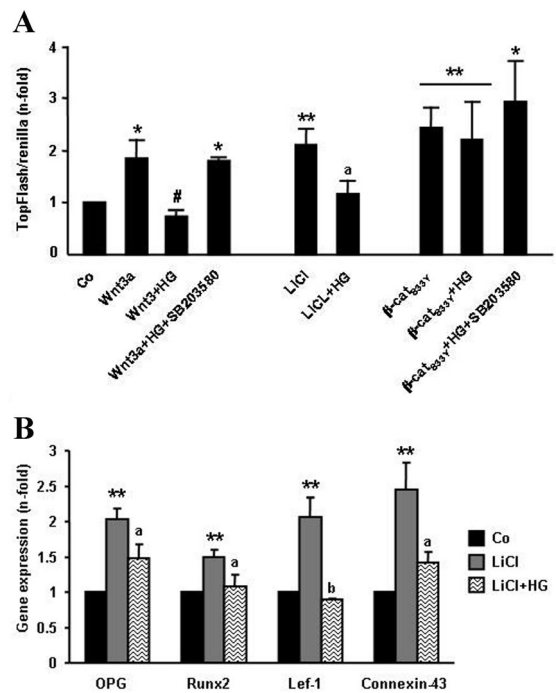 A
TopFlash/renilla (n-fold)
4
3
2
1
0
*
**
#
*
**
a
**
*
Co
Wnt3a
Wnt3+HG
Wnt3a+HG+SB203580
LiCl
LiCL+HG
β-cat833Y
β-cat833Y+HG
β-cat833Y+HG+SB203580
B
Gene expression (n-fold)
3
2.5
2
1.5
1
0.5
0
**
a
**
a
**
b
**
a
Co
LiCl
LiCl+HG
OPG
Runx2
Lef-1
Connexin-43